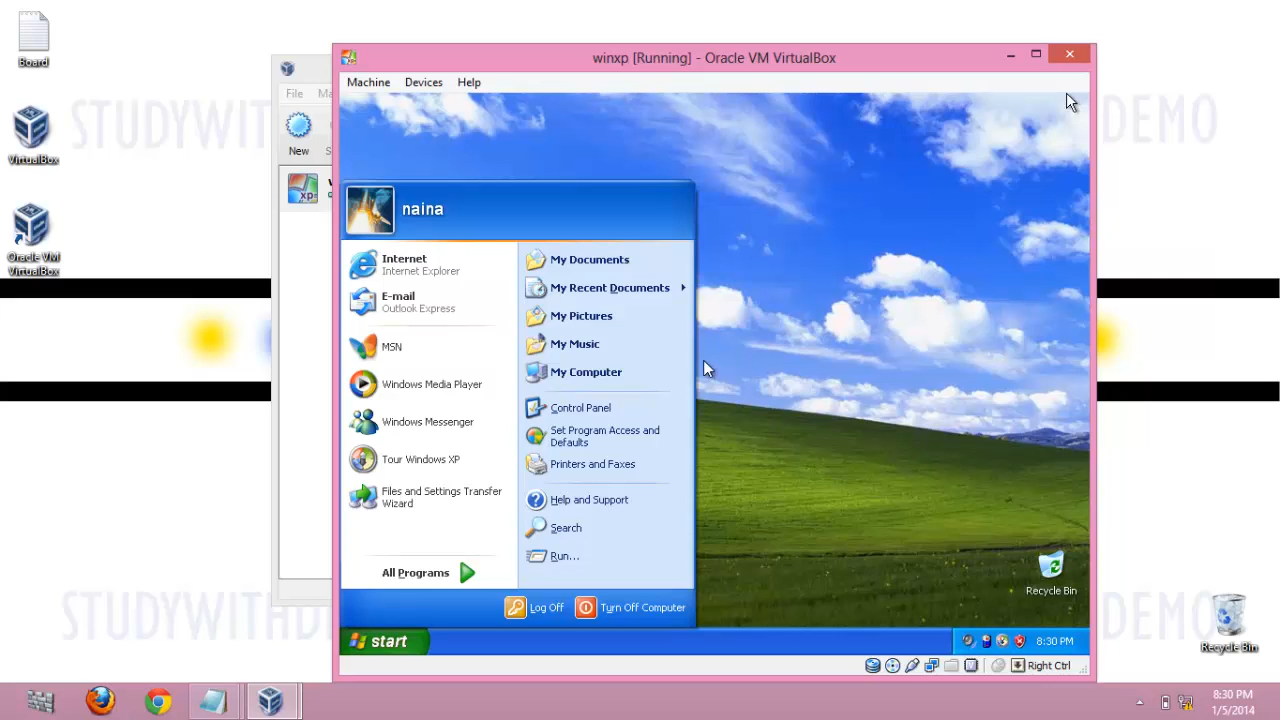 Board
VirtualBox
Oracle VM
VirtualBox
STUDYWITH
DEMO
File
New
xp
winxp [Running] - Oracle VM VirtualBox
Machine Devices Help
naina
Internet
Internet Explorer
E-mail
Outlook Express
MSN
Windows Media Player
Windows Messenger
Tour Windows XP
Files and Settings Transfer
Wizard
All Programs
My Documents
My Recent Documents
My Pictures
My Music
My Computer
Control Panel
Set Program Access and
Defaults
Printers and Faxes
Help and Support
Search
Run...
Log Off Turn Off Computer
Recycle Bin
start
8:30 PM
Right Ctrl
STUDYWITH
DEMO
Recycle Bin
8:30 PM
1/5/2014